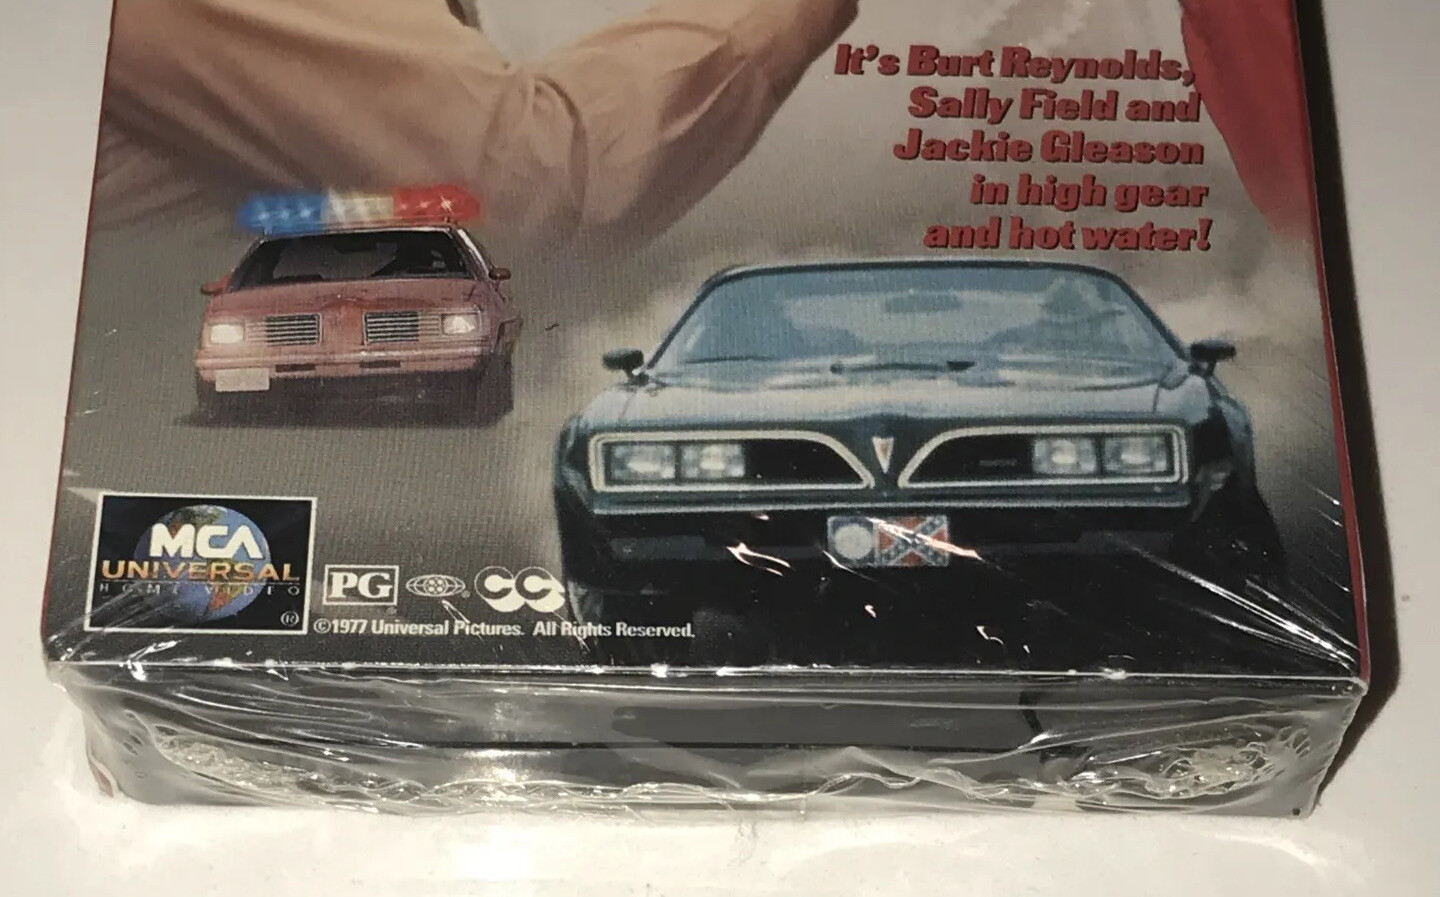 It's Burt Reynolds,
Sally Field and
Jackie Gleason
in high gear
and hot water!
MCA
UNIVERSAL
HOME VIDEO
®
PG
®
CC
©1977 Universal Pictures. All Rights Reserved.